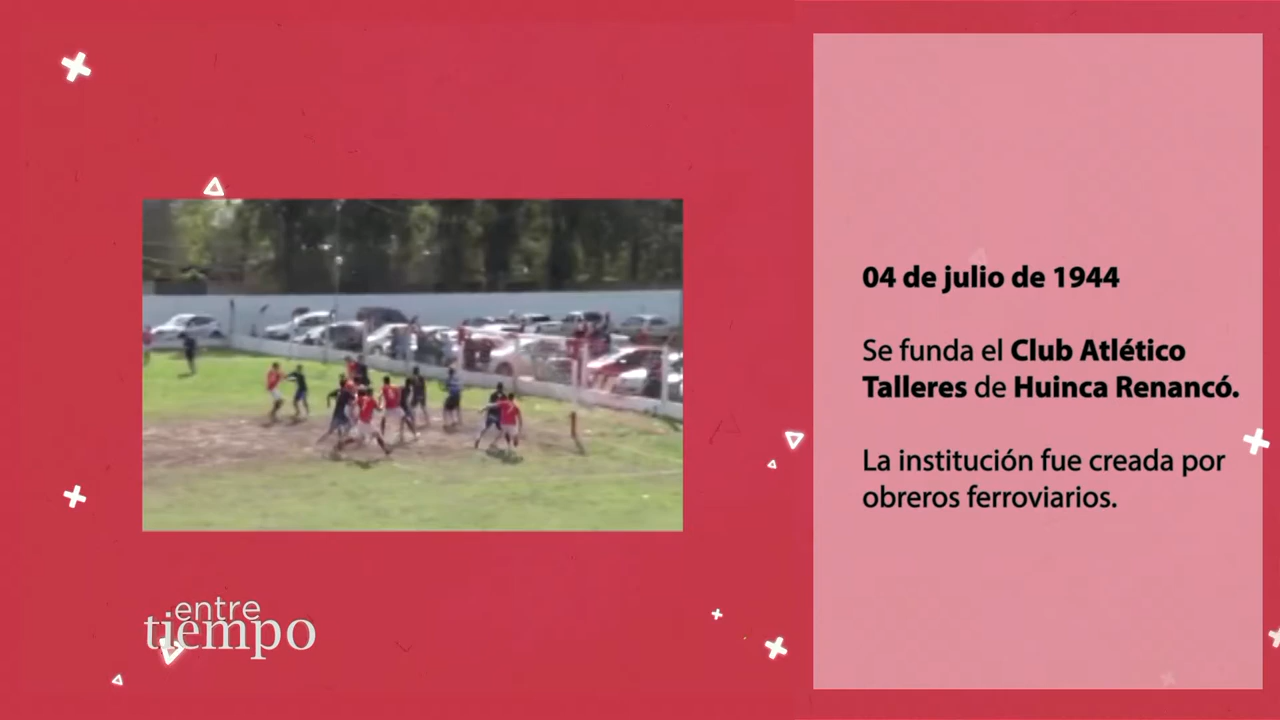 04 de julio de 1944
Se funda el Club Atlético
Talleres de Huinca Renancó.
La institución fue creada por
obreros ferroviarios.
entre
tiempo